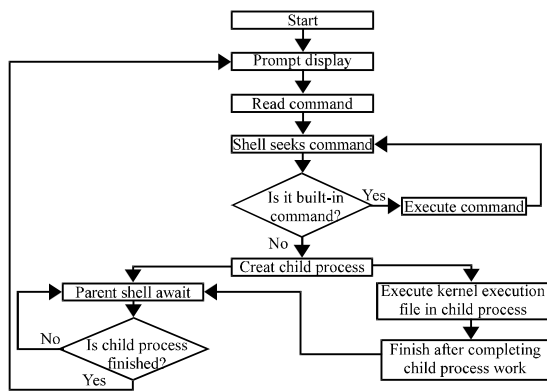 Start
Prompt display
Read command
Shell seeks command
Is it built-in
command?
Yes
Execute command
No
Creat child process
Parent shell await
Execute kernel execution
file in child process
No
Is child process
finished?
Yes
Finish after completing
child process work